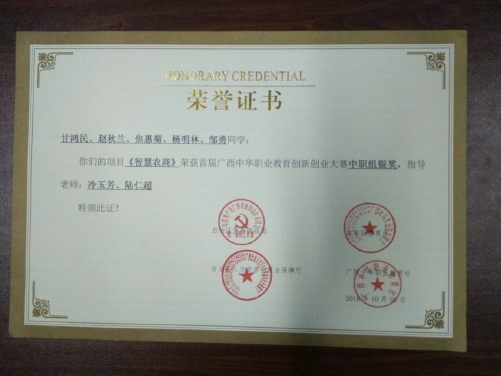 HONORARY CREDENTIAL
荣誉证书
甘鸿民、赵秋兰、焦惠菊、杨明林、邹勇同学：
你们的项目《智慧农商》荣获首届广西中华职业教育创新创业大赛中职组银奖，指导
老师：冷玉芳、陆仁超
特颁此证！